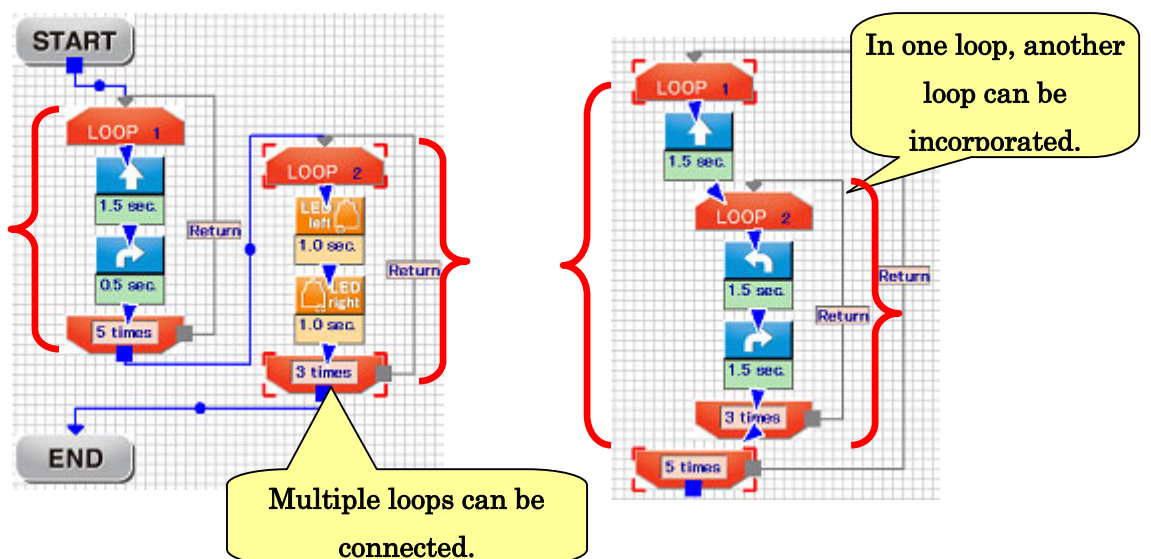 START
LOOP 1
1.5 sec.
0.5 sec.
5 times
Return
LOOP 2
LED
left
1.0 sec.
LED
right
1.0 sec.
3 times
Return
END
Multiple loops can be
connected.
LOOP 1
1.5 sec.
LOOP 2
1.5 sec.
1.5 sec.
3 times
Return
5 times
Return
In one loop, another
loop can be
incorporated.